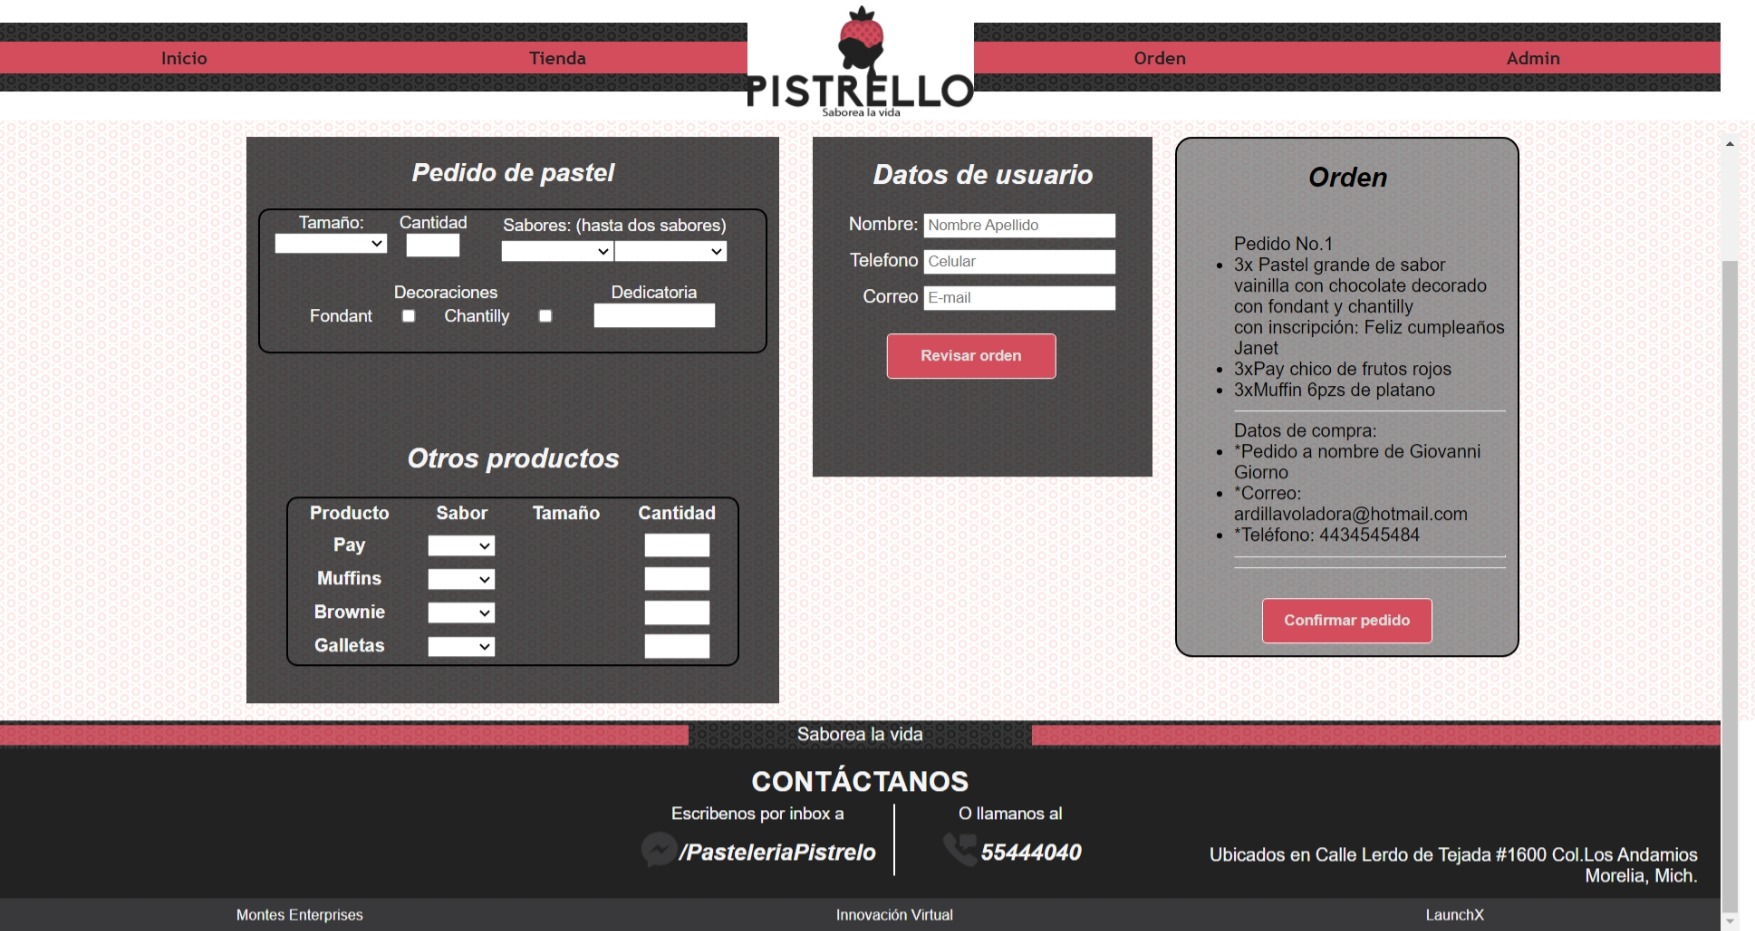 Inicio
Tienda
PISTRELLO
Saborea la vida
Orden
Admin
Pedido de pastel
Tamaño:
Cantidad
Sabores: (hasta dos sabores)
Decoraciones
Dedicatoria
Fondant
Chantilly
Otros productos
Producto Sabor Tamaño Cantidad
Pay
Muffins
Brownie
Galletas
Datos de usuario
Nombre: Nombre Apellido
Telefono Celular
Correo E-mail
Revisar orden
Orden
Pedido No.1
3x Pastel grande de sabor
vainilla con chocolate decorado
con fondant y chantilly
con inscripción: Feliz cumpleaños
Janet
3xPay chico de frutos rojos
3xMuffin 6pzs de platano
Datos de compra:
*Pedido a nombre de Giovanni
Giorno
*Correo:
ardillavoladora@hotmail.com
*Teléfono: 4434545484
Confirmar pedido
Saborea la vida
CONTÁCTANOS
Escribenos por inbox a
/PasteleriaPistrelo
O llamanos al
55444040
Ubicados en Calle Lerdo de Tejada #1600 Col.Los Andamios
Morelia, Mich.
Montes Enterprises
Innovación Virtual
LaunchX